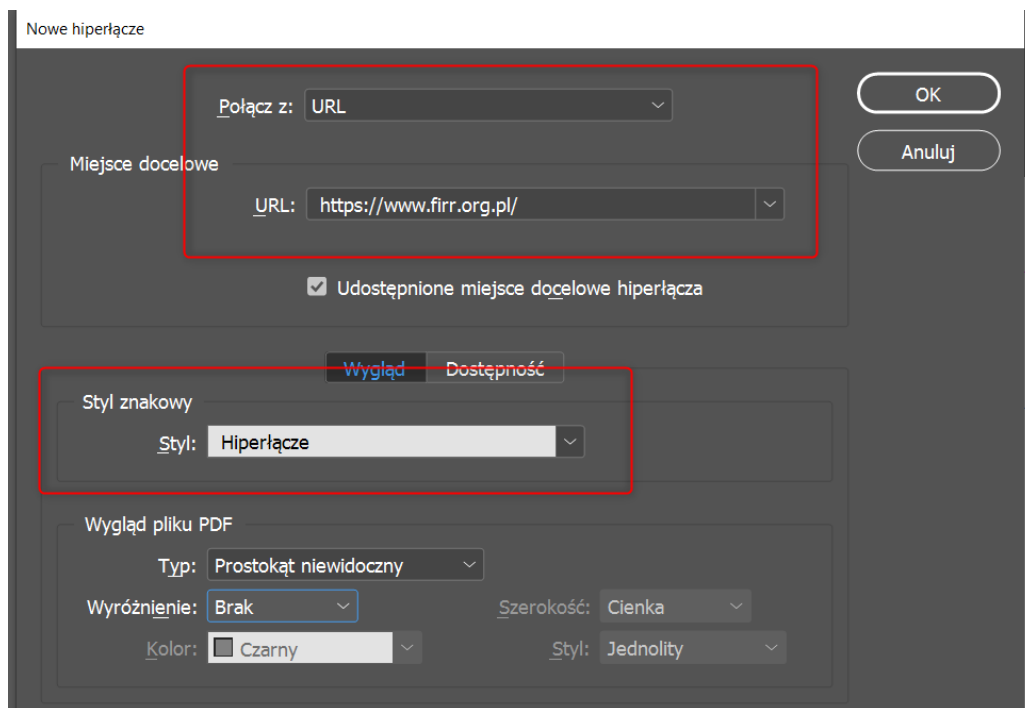 Nowe hiperłącze
Połącz z: URL
OK
Miejsce docelowe
Anuluj
URL: https://www.firr.org.pl/
Udostępnione miejsce docelowe hiperłącza
Wygląd Dostępność
Styl znakowy
Styl: Hiperłącze
Wygląd pliku PDF
Typ: Prostokąt niewidoczny
Wyróżnienie: Brak Szerokość: Cienka
Kolor: Czarny Styl: Jednolity